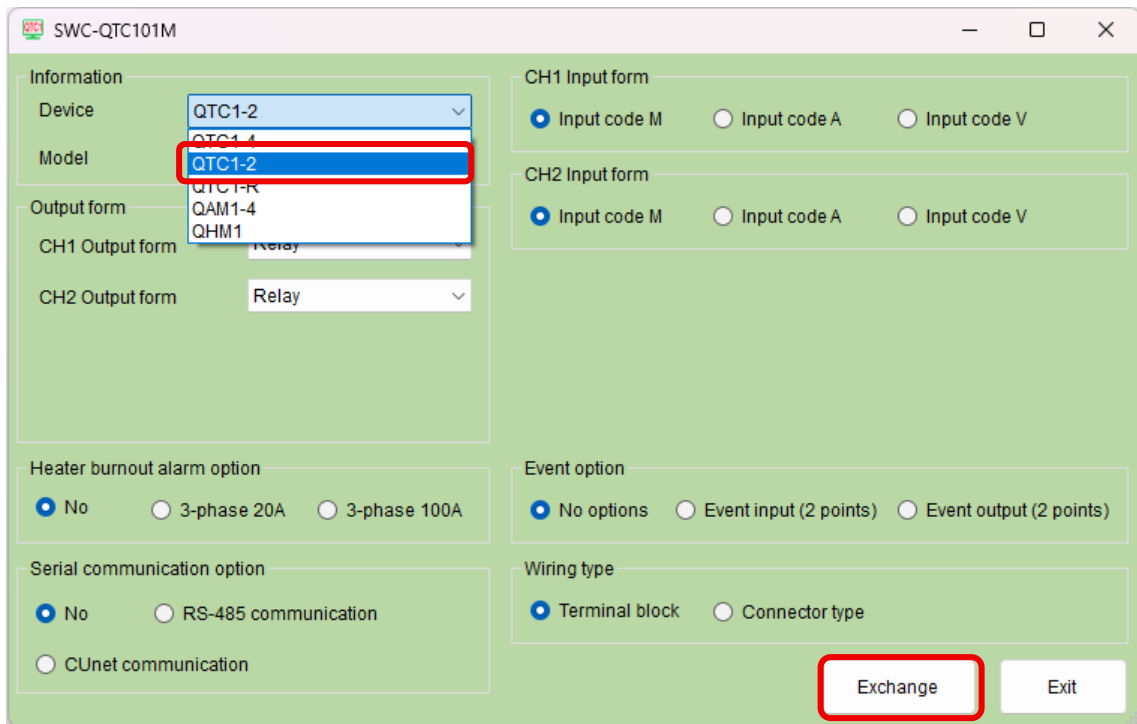 QTC1
SWC-QTC101M
Information
Device
QTC1-2
QTC1-4
Model
QTC1-2
QTC1-R
QAM1-4
QHM1
Output form
CH1 Output form
Relay
CH2 Output form
Relay
CH1 Input form
Input code M
Input code A
Input code V
CH2 Input form
Input code M
Input code A
Input code V
Heater burnout alarm option
No
3-phase 20A
3-phase 100A
Event option
No options
Event input (2 points)
Event output (2 points)
Serial communication option
No
RS-485 communication
CUnet communication
Wiring type
Terminal block
Connector type
Exchange
Exit